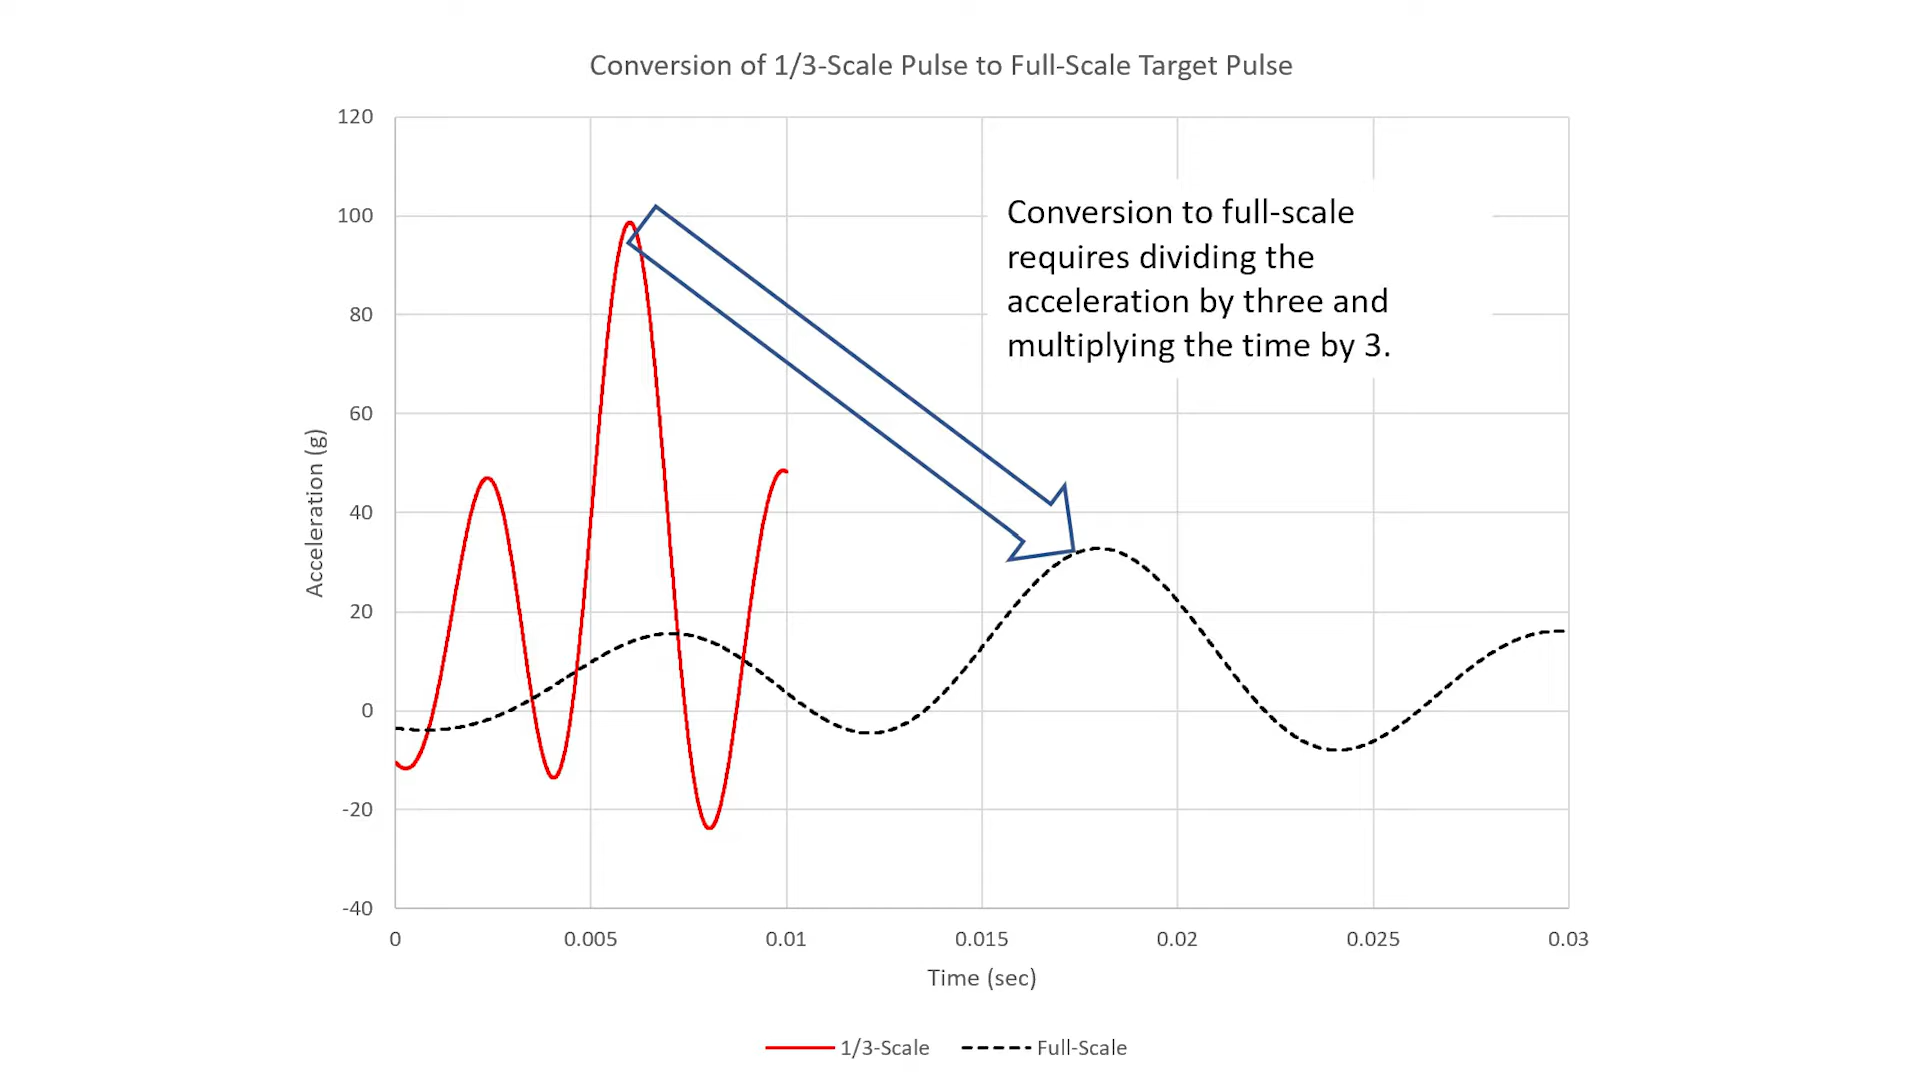 Conversion of 1/3-Scale Pulse to Full-Scale Target Pulse
120
100
80
60
40
20
0
-20
-40
Acceleration (g)
Conversion to full-scale
requires dividing the
acceleration by three and
multiplying the time by 3.
0 0.005 0.01 0.015 0.02 0.025 0.03
Time (sec)
1/3-Scale Full-Scale